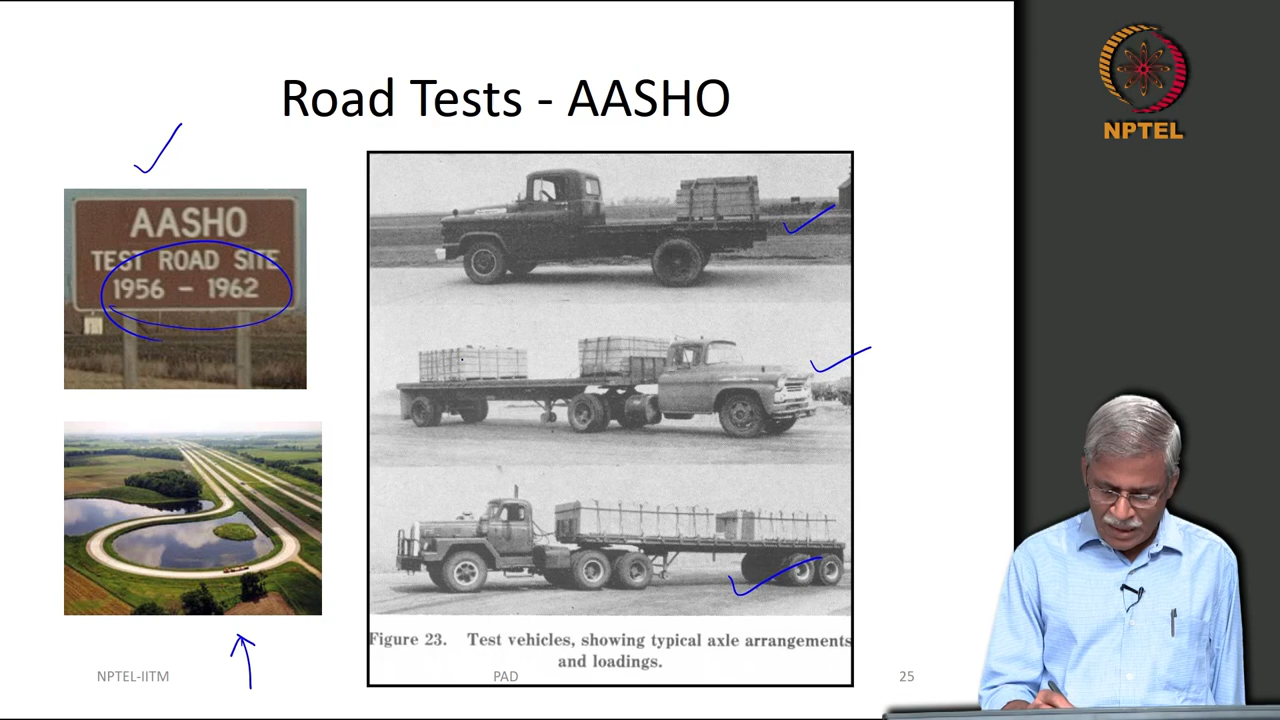 Road Tests - AASHO
AASHO
TEST ROAD SITE
1956 - 1962
Figure 23. Test vehicles, showing typical axle arrangements
and loadings.
NPTEL-IITM
PAD
25
NPTEL